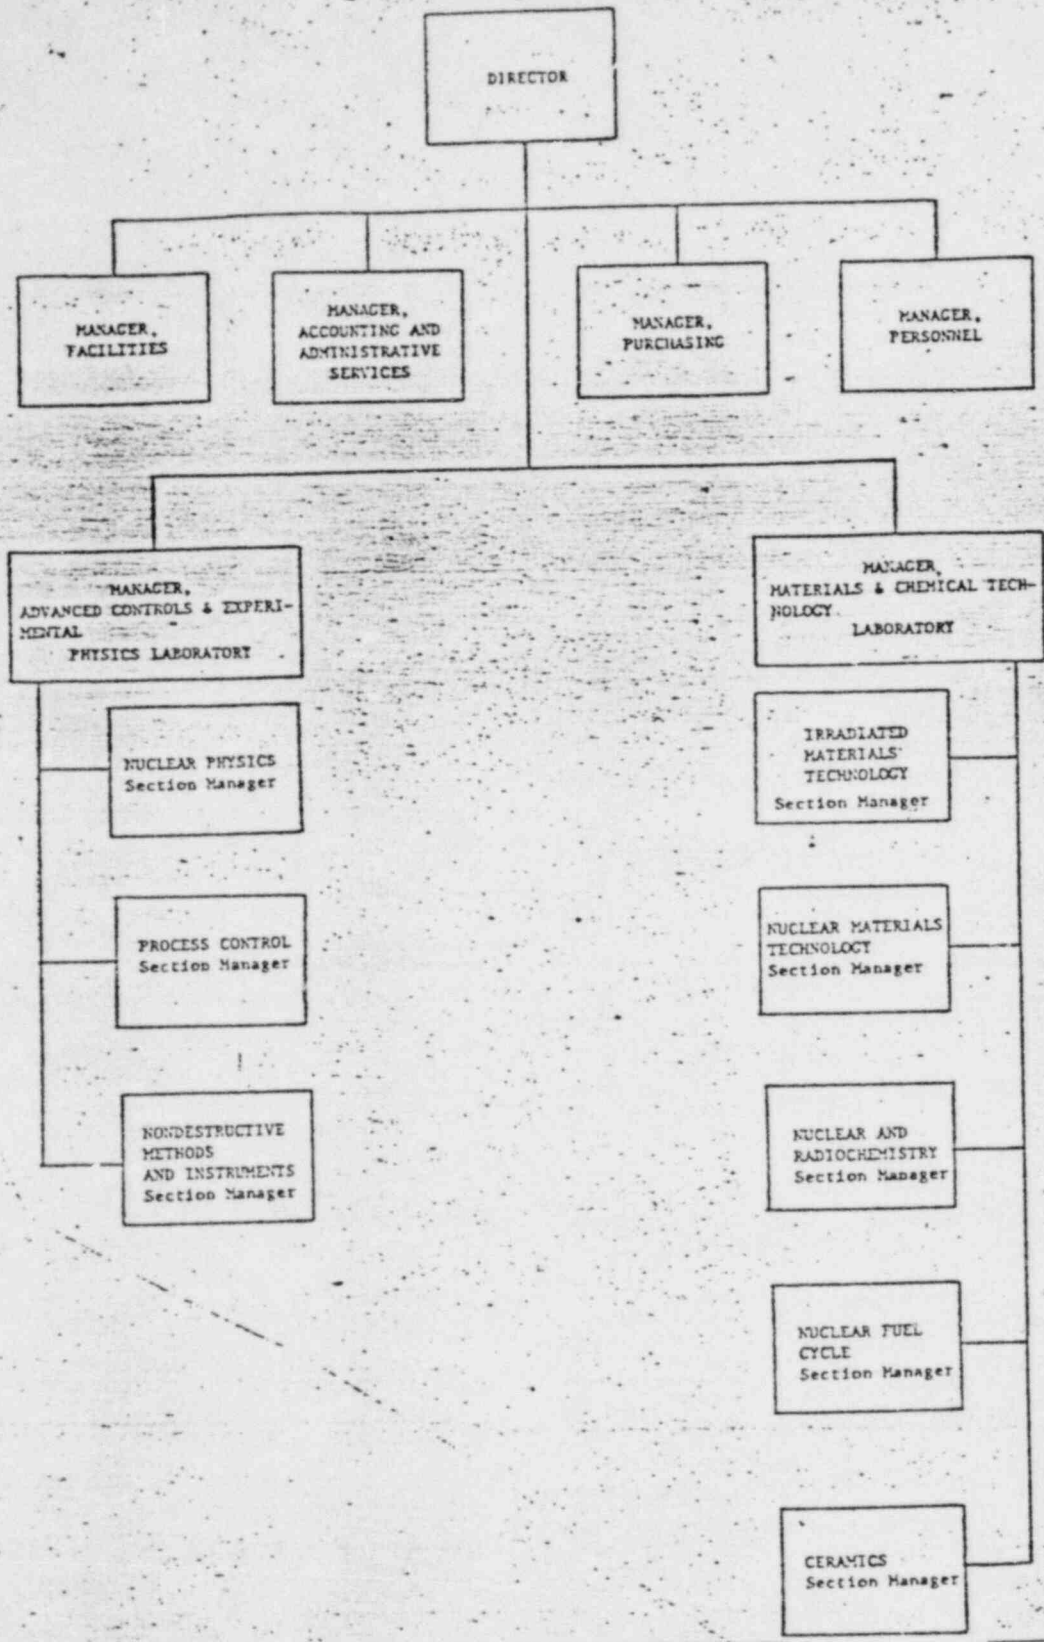 DIRECTOR
MANAGER,
FACILITIES
MANAGER,
ACCOUNTING AND
ADMINISTRATIVE
SERVICES
MANAGER,
PURCHASING
MANAGER,
PERSONNEL
MANAGER,
ADVANCED CONTROLS & EXPERI-
MENTAL
PHYSICS LABORATORY
MANAGER,
MATERIALS & CHEMICAL TECH-
NOLOGY
LABORATORY
NUCLEAR PHYSICS
Section Manager
PROCESS CONTROL
Section Manager
NONDESTRUCTIVE
METHODS
AND INSTRUMENTS
Section Manager
IRRADIATED
MATERIALS
TECHNOLOGY
Section Manager
NUCLEAR MATERIALS
TECHNOLOGY
Section Manager
NUCLEAR AND
RADIOCHEMISTRY
Section Manager
NUCLEAR FUEL
CYCLE
Section Manager
CERAMICS
Section Manager